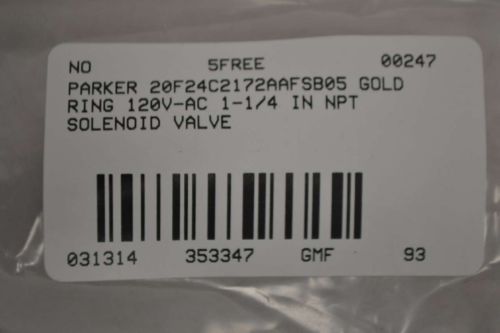 NO 5FREE 00247
PARKER 20F24C2172AAFSB05 GOLD
RING 120V-AC 1-1/4 IN NPT
SOLENOID VALVE
031314 353347 GMF 93